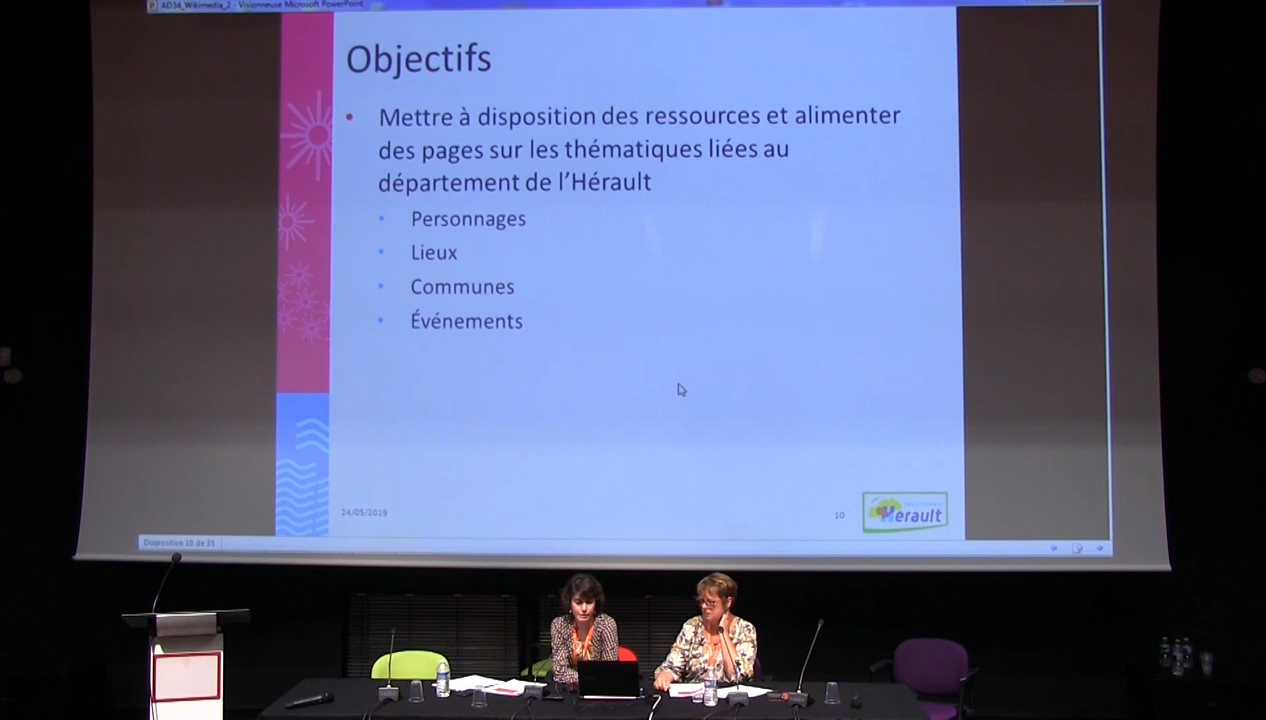 AD34_Wikimedia_2 - Visionneuse Microsoft PowerPoint
Objectifs
• Mettre à disposition des ressources et alimenter
des pages sur les thématiques liées au
département de l'Hérault
• Personnages
• Lieux
• Communes
• Événements
24/05/2019
10
Hérault
Diapositive 10 de 35